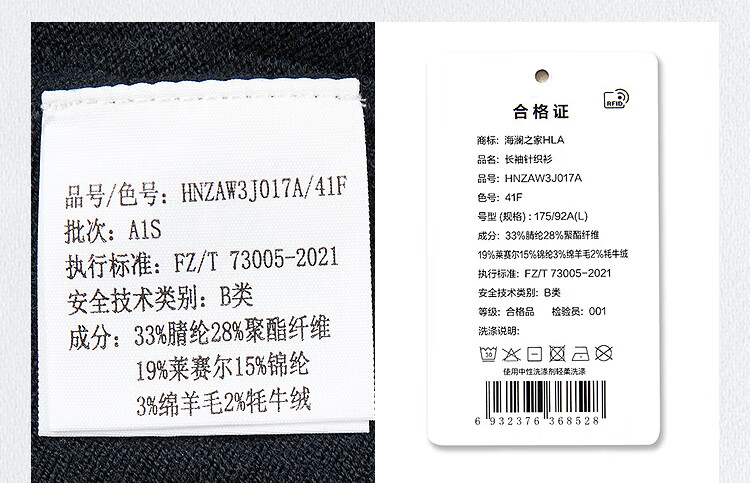 品号/色号: HNZAW3J017A/41F
批次: A1S
执行标准: FZ/T 73005-2021
安全技术类别: B类
成分: 33%腈纶28%聚酯纤维
19%莱赛尔15%锦纶
3%绵羊毛2%牦牛绒
RFID
合格证
商标: 海澜之家HLA
品名: 长袖针织衫
品号: HNZAW3J017A
色号: 41F
号型 (规格) : 175/92A(L)
成分: 33%腈纶28%聚酯纤维
19%莱赛尔15%锦纶3%绵羊毛2%牦牛绒
执行标准: FZ/T 73005-2021
安全技术类别: B类
等级: 合格品 检验员: 001
洗涤说明:
30
使用中性洗涤剂轻柔洗涤
6 932376 368528